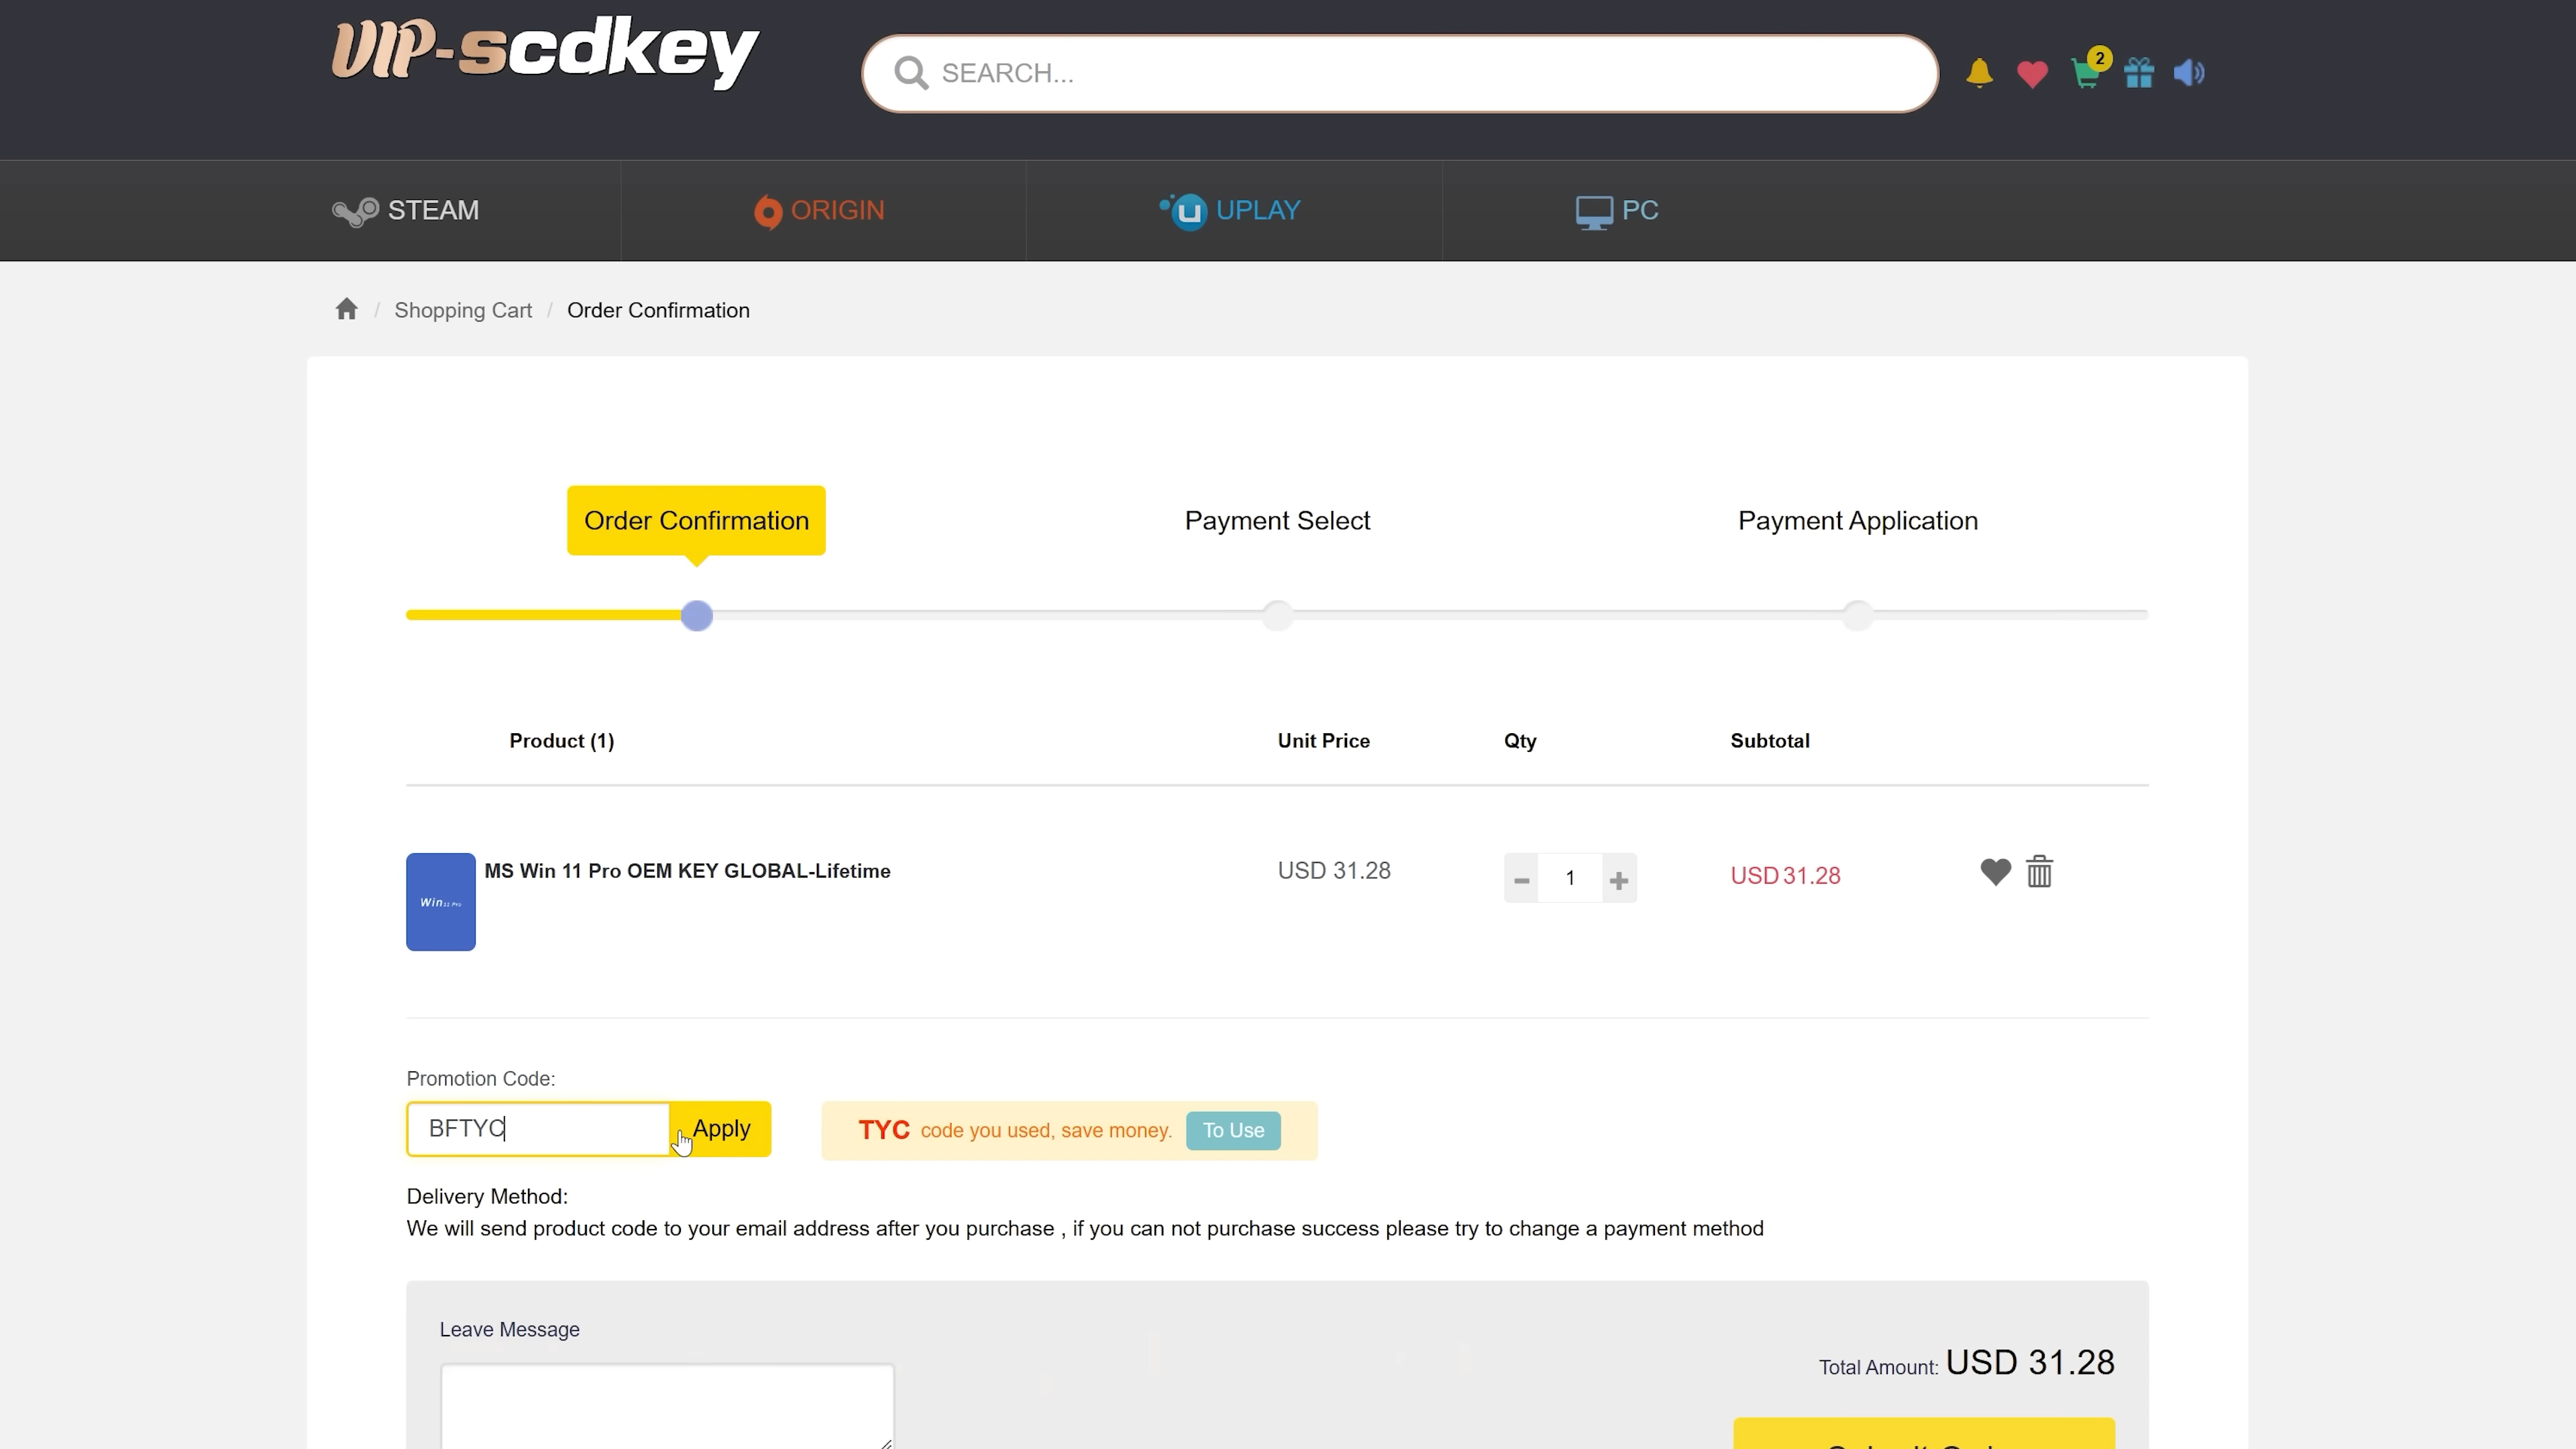 VIP-scdkey
SEARCH...
2
STEAM
ORIGIN
UPLAY
PC
/ Shopping Cart / Order Confirmation
Order Confirmation
Payment Select
Payment Application
Product (1)
Unit Price
Qty
Subtotal
Win 11 Pro
MS Win 11 Pro OEM KEY GLOBAL-Lifetime
USD 31.28
1
USD 31.28
Promotion Code:
BFTYC
Apply
TYC code you used, save money.
To Use
Delivery Method:
We will send product code to your email address after you purchase , if you can not purchase success please try to change a payment method
Leave Message
Total Amount: USD 31.28